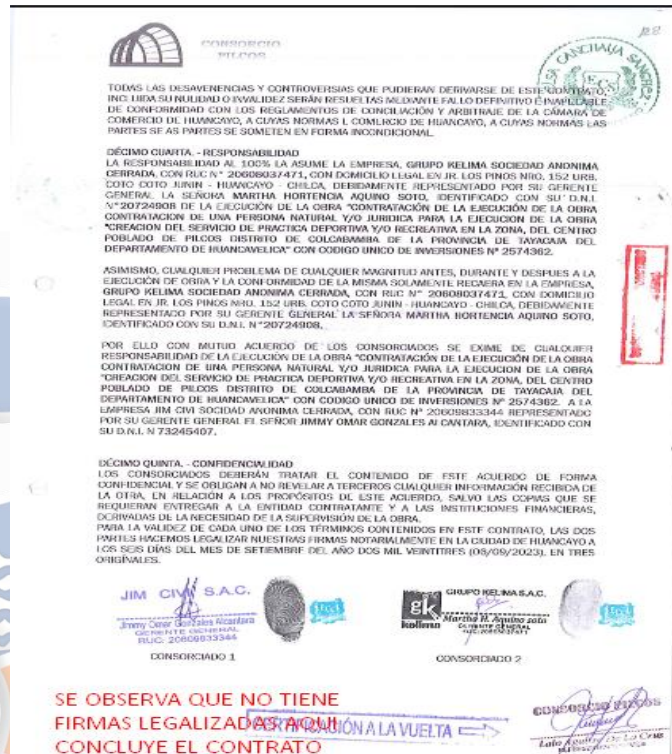 CONSORCIO
PILCOS
TODAS LAS DESAVENENCIAS Y CONTROVERSIAS QUE PUDIERAN DERIVARSE DE ESTE CONTRATO,
INCLUIDA SU NULIDAD O INVALIDEZ SERÁN RESUELTAS MEDIANTE FALLO DEFINITIVO E INAPELABLE
DE CONFORMIDAD CON LOS REGLAMENTOS DE CONCILIACIÓN Y ARBITRAJE DE LA CÁMARA DE
COMERCIO DE HUANCAYO, A CUYAS NORMAS L COMERCIO DE HUANCAYO, A CUYAS NORMAS LAS
PARTES SE AS PARTES SE SOMETEN EN FORMA INCONDICIONAL.
DÉCIMO CUARTA. - RESPONSABILIDAD
LA RESPONSABILIDAD AL 100% LA ASUME LA EMPRESA, GRUPO KELIMA SOCIEDAD ANONIMA
CERRADA, CON RUC N° 20608037471, CON DOMICILIO LEGAL EN JR. LOS PINOS NRO. 152 URB.
COTO COTO JUNIN - HUANCAYO - CHILCA, DEBIDAMENTE REPRESENTADO POR SU GERENTE
GENERAL LA SEÑORA MARTHA HORTENCIA AQUINO SOTO, IDENTIFICADO CON SU D.N.I.
N°20724908 DE LA EJECUCIÓN DE LA OBRA "CONTRATACIÓN DE LA EJECUCIÓN DE LA OBRA
CONTRATACION DE UNA PERSONA NATURAL Y/O JURIDICA PARA LA EJECUCION DE LA OBRA
"CREACION DEL SERVICIO DE PRACTICA DEPORTIVA Y/O RECREATIVA EN LA ZONA, DEL CENTRO
POBLADO DE PILCOS DISTRITO DE COLCABAMBA DE LA PROVINCIA DE TAYACAJA DEL
DEPARTAMENTO DE HUANCAVELICA" CON CODIGO UNICO DE INVERSIONES N° 2574362.
ASIMISMO, CUALQUIER PROBLEMA DE CUALQUIER MAGNITUD ANTES, DURANTE Y DESPUES A LA
EJECUCIÓN DE OBRA Y LA CONFORMIDAD DE LA MISMA SOLAMENTE RECAERA EN LA EMPRESA,
GRUPO KELIMA SOCIEDAD ANONIMA CERRADA, CON RUC N° 20608037471, CON DOMICILIO
LEGAL EN JR. LOS PINOS NRO. 152 URB. COTO COTO JUNIN - HUANCAYO - CHILCA, DEBIDAMENTE
REPRESENTADO POR SU GERENTE GENERAL LA SEÑORA MARTHA HORTENCIA AQUINO SOTO,
IDENTIFICADO CON SU D.N.I. N°20724908.
POR ELLO CON MUTUO ACUERDO DE LOS CONSORCIADOS SE EXIME DE CUALQUIER
RESPONSABILIDAD DE LA EJECUCIÓN DE LA OBRA "CONTRATACIÓN DE LA EJECUCIÓN DE LA OBRA
CONTRATACION DE UNA PERSONA NATURAL Y/O JURIDICA PARA LA EJECUCION DE LA OBRA
"CREACION DEL SERVICIO DE PRACTICA DEPORTIVA Y/O RECREATIVA EN LA ZONA, DEL CENTRO
POBLADO DE PILCOS DISTRITO DE COLCABAMBA DE LA PROVINCIA DE TAYACAJA DEL
DEPARTAMENTO DE HUANCAVELICA" CON CODIGO UNICO DE INVERSIONES N° 2574362. A LA
EMPRESA JIM CIVI SOCIDAD ANONIMA CERRADA, CON RUC N° 20609833344 REPRESENTADO
POR SU GERENTE GENERAL EL SEÑOR JIMMY OMAR GONZALES ALCANTARA, IDENTIFICADO CON
SU D.N.I. N 73245407.
DÉCIMO QUINTA. - CONFIDENCIALIDAD
LOS CONSORCIADOS DEBERÁN TRATAR EL CONTENIDO DE ESTE ACUERDO DE FORMA
CONFIDENCIAL Y SE OBLIGAN A NO REVELAR A TERCEROS CUALQUIER INFORMACIÓN RECIBIDA DE
LA OTRA, EN RELACIÓN A LOS PROPÓSITOS DE ESTE ACUERDO, SALVO LAS COPIAS QUE SE
REQUIERAN ENTREGAR A LA ENTIDAD CONTRATANTE Y A LAS INSTITUCIONES FINANCIERAS,
DERIVADAS DE LA NECESIDAD DE LA SUPERVISIÓN DE LA OBRA.
PARA LA VALIDEZ DE CADA UNO DE LOS TÉRMINOS CONTENIDOS EN ESTE CONTRATO, LAS DOS
PARTES HACEMOS LEGALIZAR NUESTRAS FIRMAS NOTARIALMENTE EN LA CIUDAD DE HUANCAYO A
LOS SEIS DÍAS DEL MES DE SETIEMBRE DEL AÑO DOS MIL VEINTITRES (06/09/2023). EN TRES
ORIGINALES.
JIM CIVI S.A.C.
Jimmy Omar Gonzales Alcantara
GERENTE GENERAL
RUC: 20609833344
CONSORCIADO 1
gk
kelima
GRUPO KELIMA S.A.C.
Martha H. Aquino soto
GERENTE GENERAL
RUC: 20608037471
CONSORCIADO 2
SE OBSERVA QUE NO TIENE
FIRMAS LEGALIZADAS AQUI
CONCLUYE EL CONTRATO
CERTIFICACIÓN A LA VUELTA
CONSORCIO PILCOS